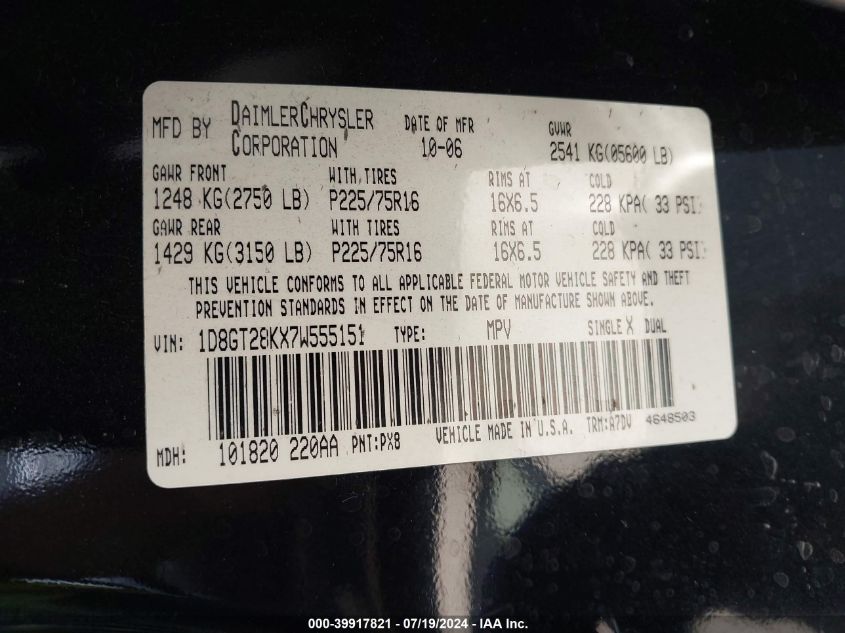 MFD BY DAIMLERCHRYSLER CORPORATION DATE OF MFR 10-06 GVWR 2541 KG(05600 LB)
GAWR FRONT WITH TIRES RIMS AT COLD
1248 KG(2750 LB) P225/75R16 16X6.5 228 KPA( 33 PSI)
GAWR REAR WITH TIRES RIMS AT COLD
1429 KG(3150 LB) P225/75R16 16X6.5 228 KPA( 33 PSI)
THIS VEHICLE CONFORMS TO ALL APPLICABLE FEDERAL MOTOR VEHICLE SAFETY AND THEFT
PREVENTION STANDARDS IN EFFECT ON THE DATE OF MANUFACTURE SHOWN ABOVE.
VIN: 1D8GT28KX7W555151 TYPE: MPV SINGLE X DUAL
MDH: 101820 220AA PNT:PX8 VEHICLE MADE IN U.S.A. TRM:A7DV 4648503
000-39917821 / 07/19/2024 - IAA Inc.